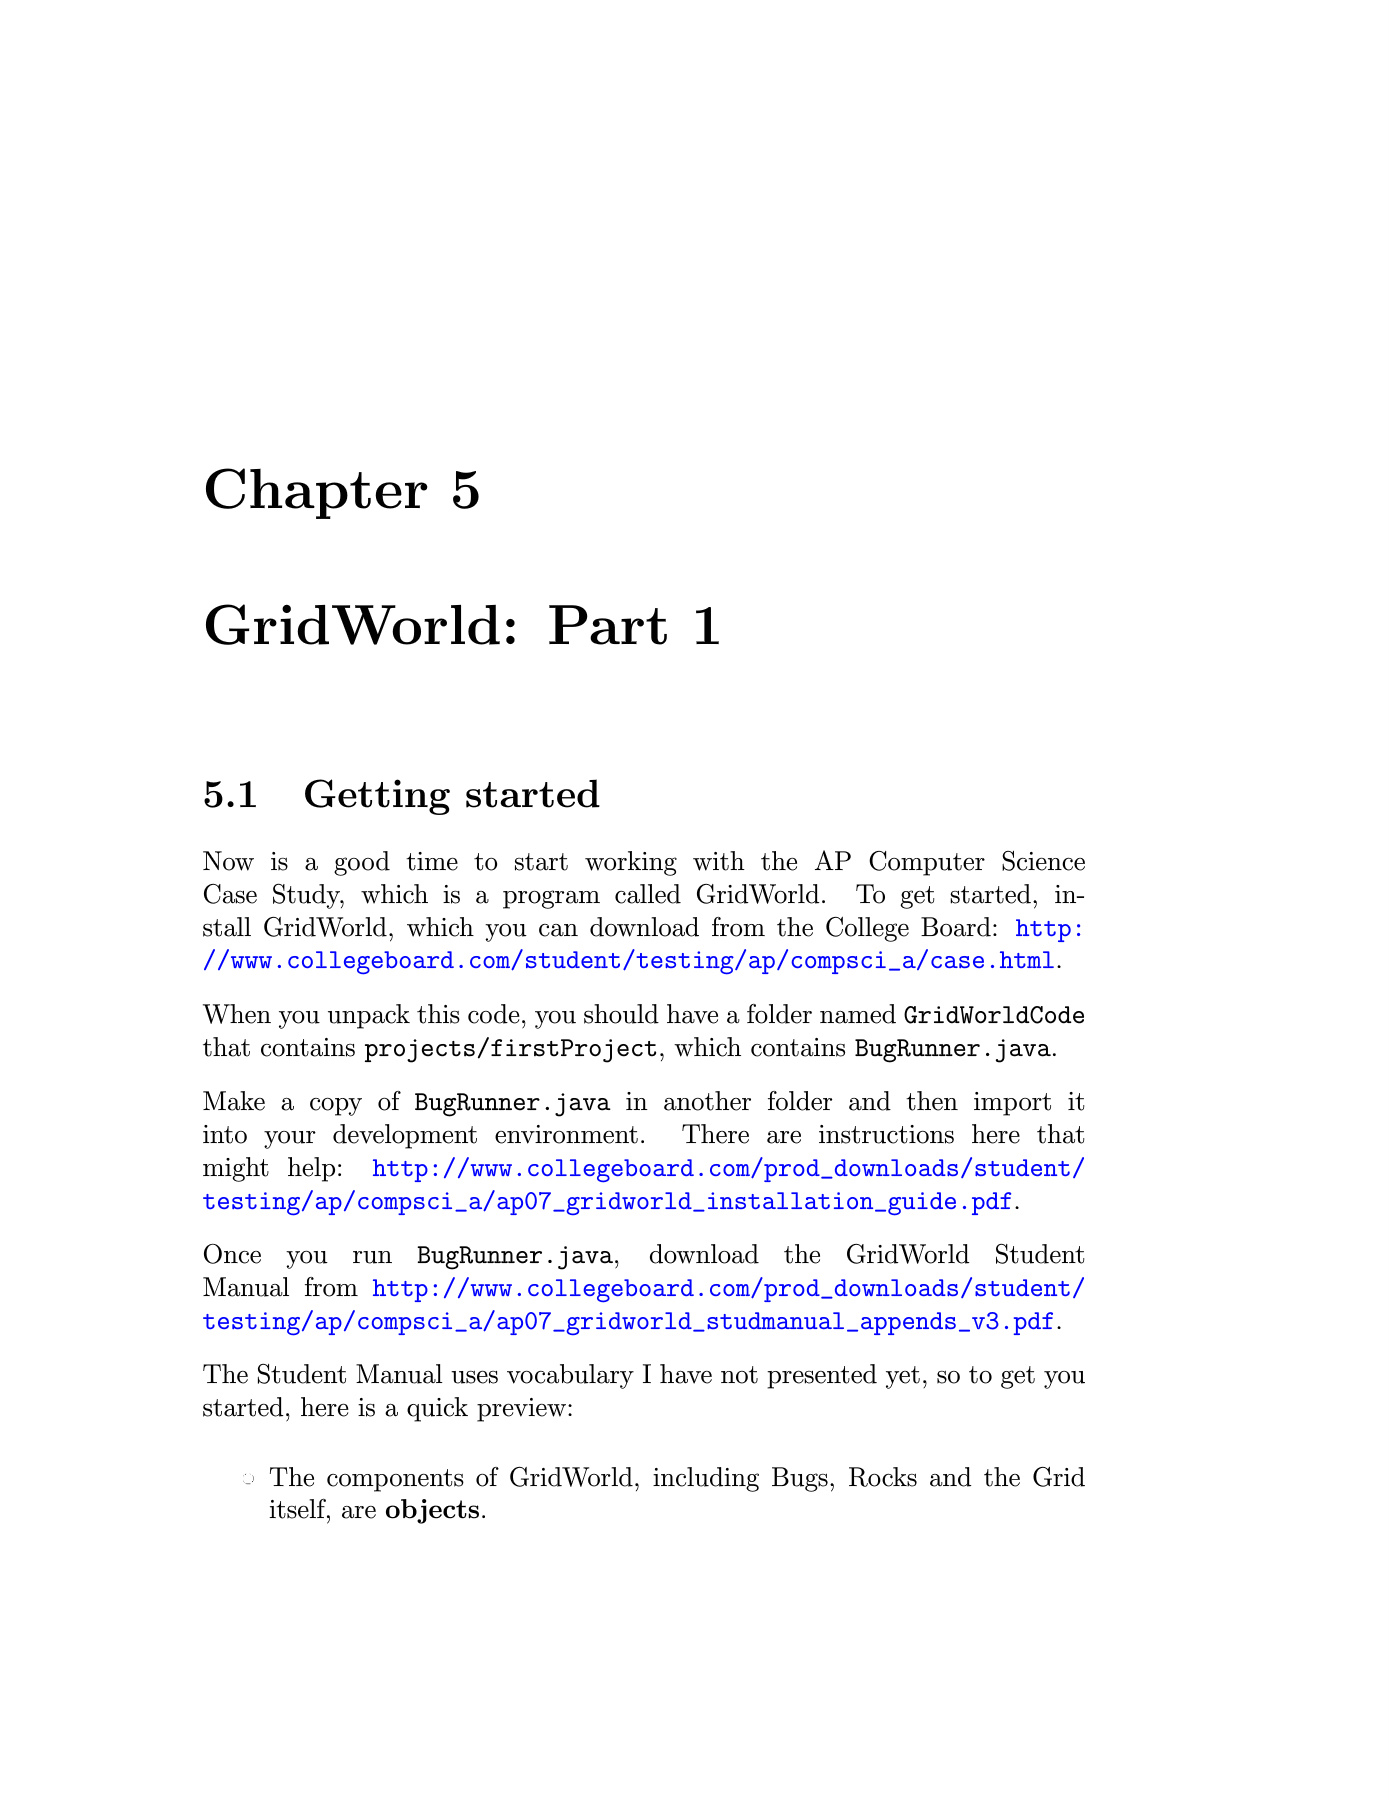 Chapter 5
GridWorld: Part 1
5.1 Getting started
Now is a good time to start working with the AP Computer Science
Case Study, which is a program called GridWorld. To get started, in-
stall GridWorld, which you can download from the College Board: http:
//www.collegeboard.com/student/testing/ap/compsci_a/case.html.
When you unpack this code, you should have a folder named GridWorldCode
that contains projects/firstProject, which contains BugRunner.java.
Make a copy of BugRunner.java in another folder and then import it
into your development environment. There are instructions here that
might help: http://www.collegeboard.com/prod_downloads/student/
testing/ap/compsci_a/ap07_gridworld_installation_guide.pdf.
Once you run BugRunner.java, download the GridWorld Student
Manual from http://www.collegeboard.com/prod_downloads/student/
testing/ap/compsci_a/ap07_gridworld_studmanual_appends_v3.pdf.
The Student Manual uses vocabulary I have not presented yet, so to get you
started, here is a quick preview:
The components of GridWorld, including Bugs, Rocks and the Grid
itself, are objects.